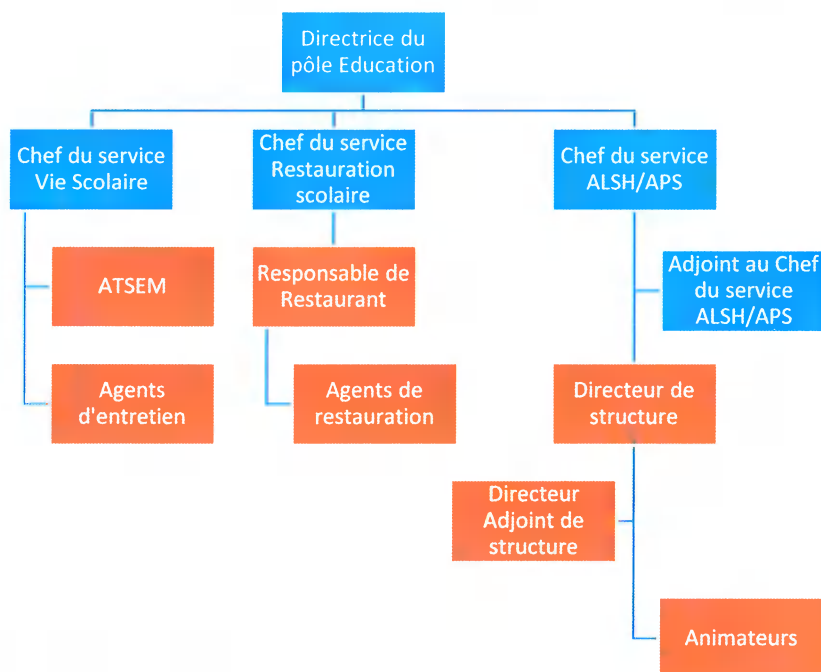 Directrice du
pôle Education
Chef du service
Vie Scolaire
Chef du service
Restauration
scolaire
Chef du service
ALSH/APS
ATSEM
Responsable de
Restaurant
Adjoint au Chef
du service
ALSH/APS
Agents
d'entretien
Agents de
restauration
Directeur de
structure
Directeur
Adjoint de
structure
Animateurs